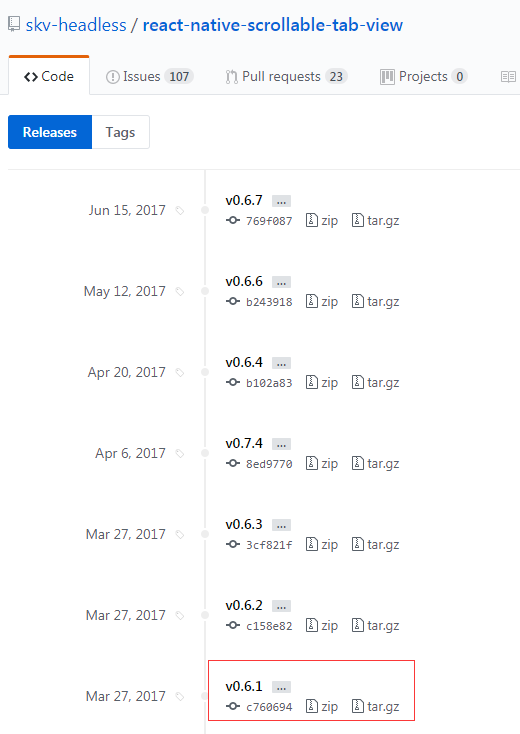 skv-headless / react-native-scrollable-tab-view
Code Issues 107 Pull requests 23 Projects 0
Releases Tags
Jun 15, 2017 v0.6.7 ...
769f087 zip tar.gz
May 12, 2017 v0.6.6 ...
b243918 zip tar.gz
Apr 20, 2017 v0.6.4 ...
b102a83 zip tar.gz
Apr 6, 2017 v0.7.4 ...
8ed9770 zip tar.gz
Mar 27, 2017 v0.6.3 ...
3cf821f zip tar.gz
Mar 27, 2017 v0.6.2 ...
c158e82 zip tar.gz
Mar 27, 2017 v0.6.1 ...
c760694 zip tar.gz